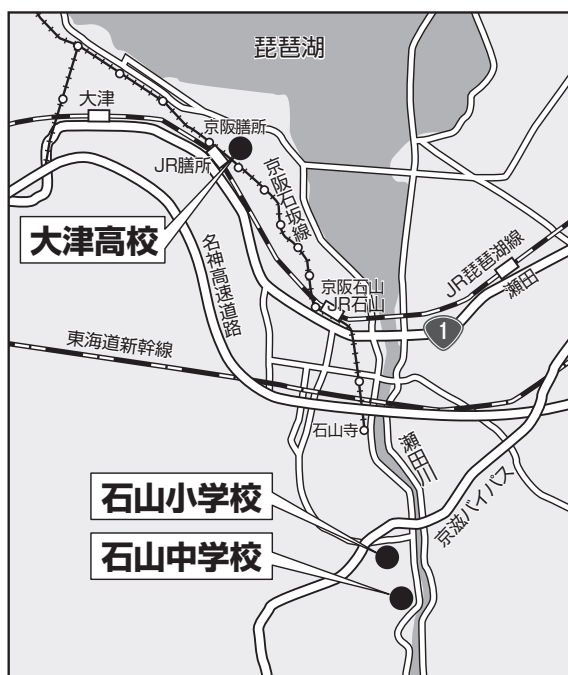 琵琶湖
大津
京阪膳所
JR膳所
大津高校
京阪石坂線
名神高速道路
京阪石山
JR石山
JR琵琶湖線
瀬田
1
東海道新幹線
石山寺
瀬田川
石山小学校
京滋バイパス
石山中学校